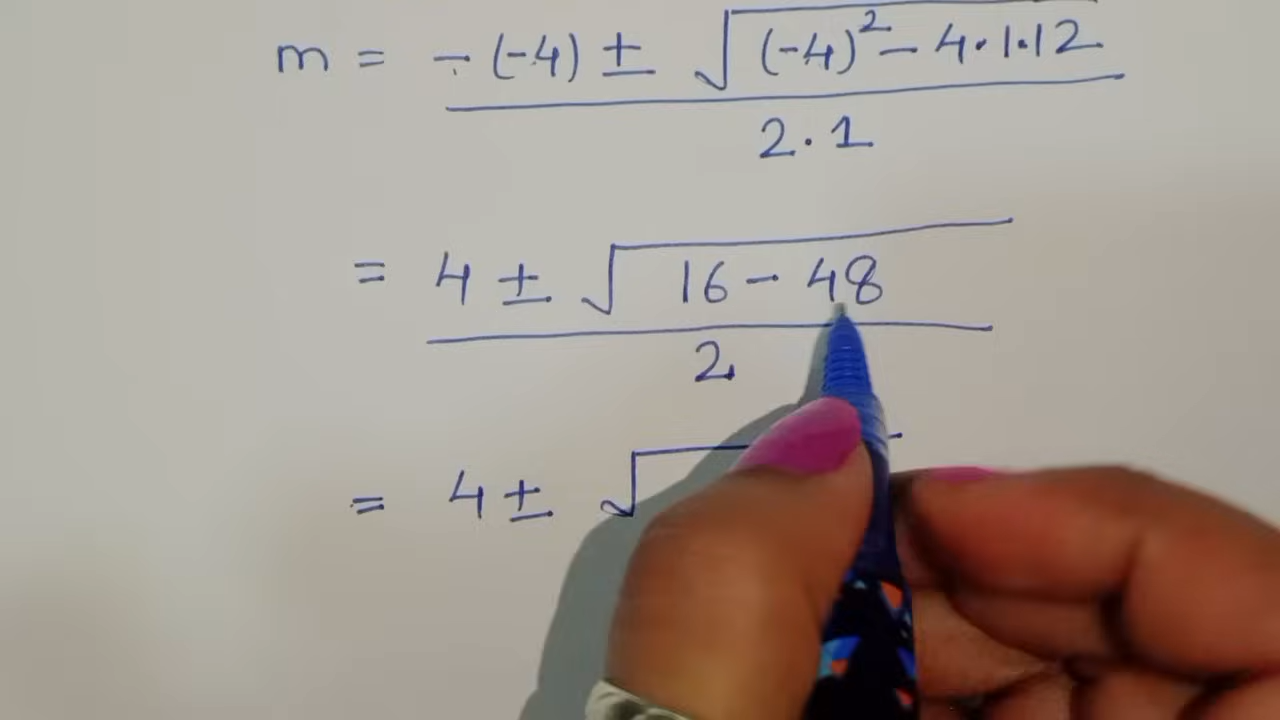 m = -(-4) ± √(-4)² - 4·1·12
2·1
= 4 ± √16 - 48
2
= 4 ± √